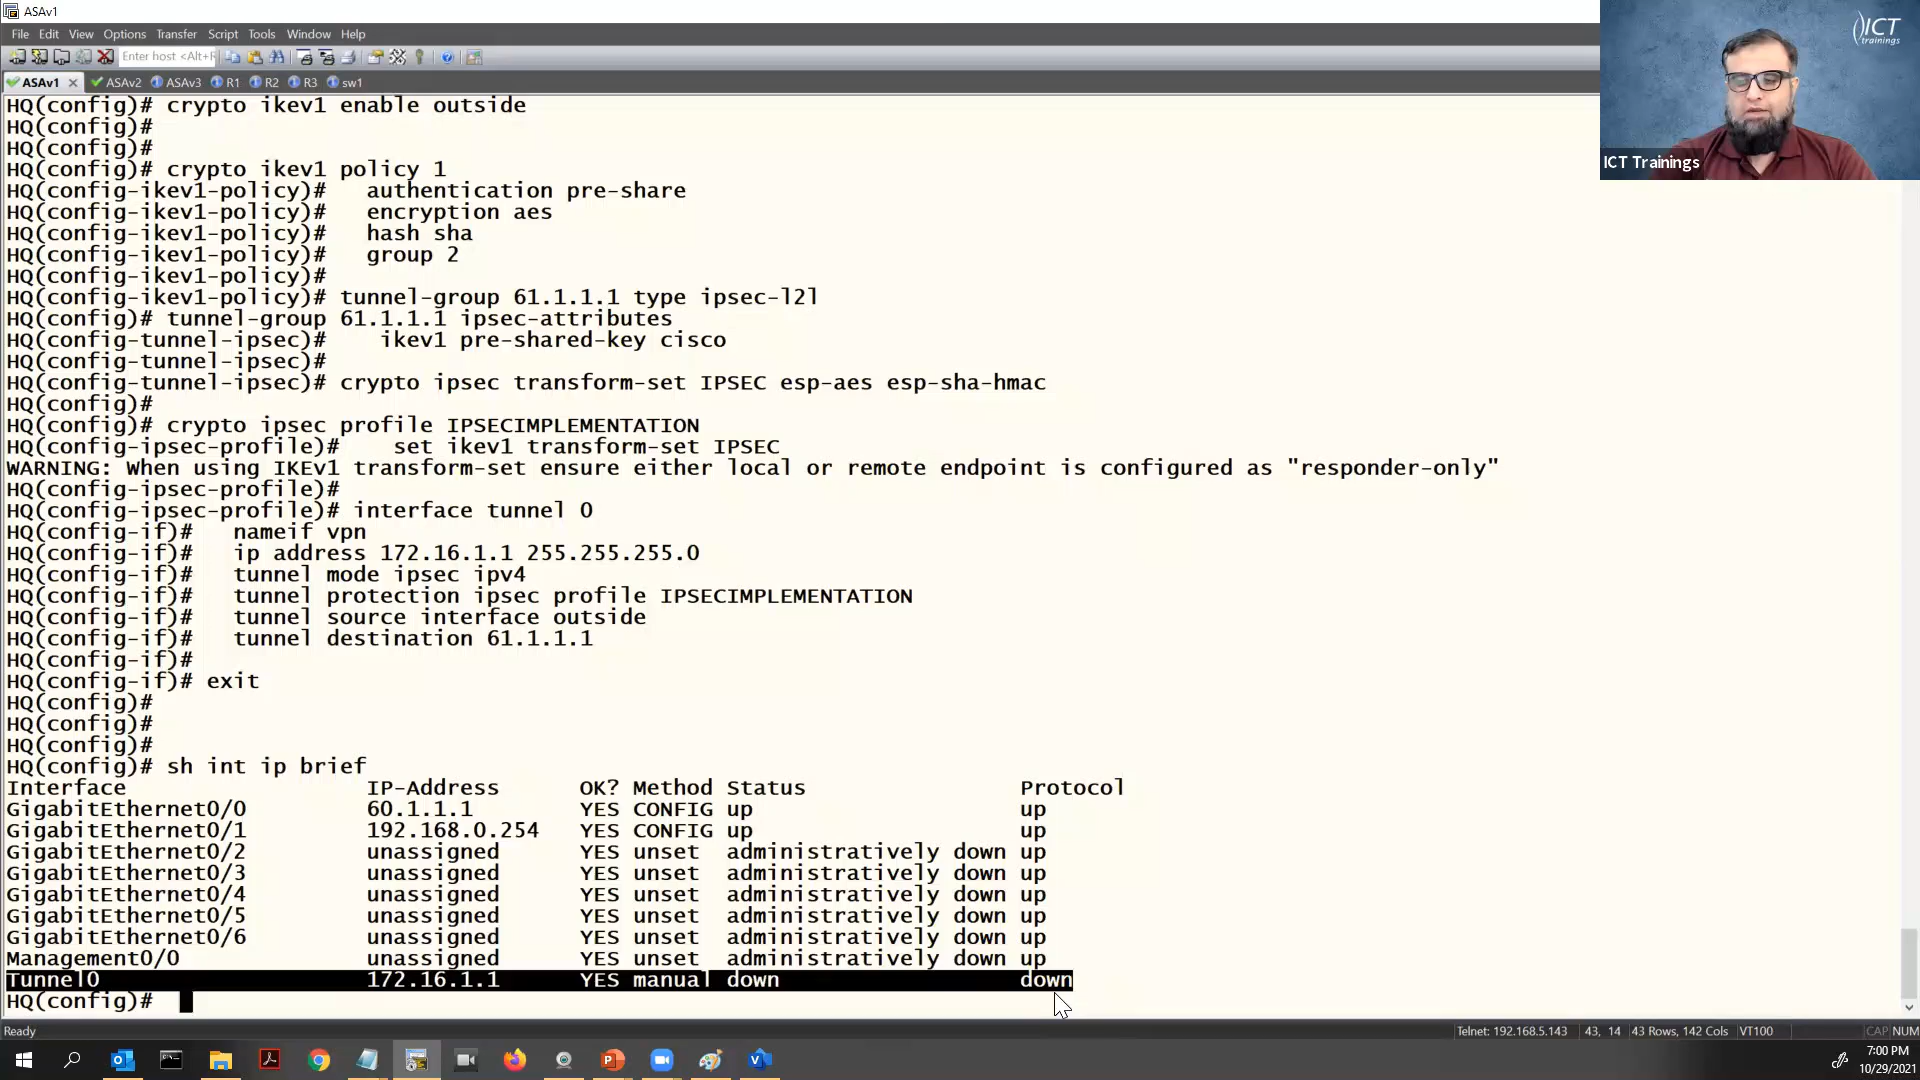 ASAv1
File Edit View Options Transfer Script Tools Window Help
Enter host <Alt+R
ASAv1 ASAv2 ASAv3 R1 R2 R3 sw1
HQ(config)# crypto ikev1 enable outside
HQ(config)#
HQ(config)#
HQ(config)# crypto ikev1 policy 1
HQ(config-ikev1-policy)# authentication pre-share
HQ(config-ikev1-policy)# encryption aes
HQ(config-ikev1-policy)# hash sha
HQ(config-ikev1-policy)# group 2
HQ(config-ikev1-policy)#
HQ(config-ikev1-policy)# tunnel-group 61.1.1.1 type ipsec-l2l
HQ(config)# tunnel-group 61.1.1.1 ipsec-attributes
HQ(config-tunnel-ipsec)# ikev1 pre-shared-key cisco
HQ(config-tunnel-ipsec)#
HQ(config-tunnel-ipsec)# crypto ipsec transform-set IPSEC esp-aes esp-sha-hmac
HQ(config)#
HQ(config)# crypto ipsec profile IPSECIMPLEMENTATION
HQ(config-ipsec-profile)# set ikev1 transform-set IPSEC
WARNING: When using IKEv1 transform-set ensure either local or remote endpoint is configured as "responder-only"
HQ(config-ipsec-profile)#
HQ(config-ipsec-profile)# interface tunnel 0
HQ(config-if)# nameif vpn
HQ(config-if)# ip address 172.16.1.1 255.255.255.0
HQ(config-if)# tunnel mode ipsec ipv4
HQ(config-if)# tunnel protection ipsec profile IPSECIMPLEMENTATION
HQ(config-if)# tunnel source interface outside
HQ(config-if)# tunnel destination 61.1.1.1
HQ(config-if)#
HQ(config-if)# exit
HQ(config)#
HQ(config)#
HQ(config)#
HQ(config)# sh int ip brief
Interface IP-Address OK? Method Status Protocol
GigabitEthernet0/0 60.1.1.1 YES CONFIG up up
GigabitEthernet0/1 192.168.0.254 YES CONFIG up up
GigabitEthernet0/2 unassigned YES unset administratively down up
GigabitEthernet0/3 unassigned YES unset administratively down up
GigabitEthernet0/4 unassigned YES unset administratively down up
GigabitEthernet0/5 unassigned YES unset administratively down up
GigabitEthernet0/6 unassigned YES unset administratively down up
Management0/0 unassigned YES unset administratively down up
Tunnel0 172.16.1.1 YES manual down down
HQ(config)#
ICT trainings
ICT Trainings
Ready
Telnet: 192.168.5.143 43, 14 43 Rows, 142 Cols VT100 CAP NUM
7:00 PM
10/29/2021